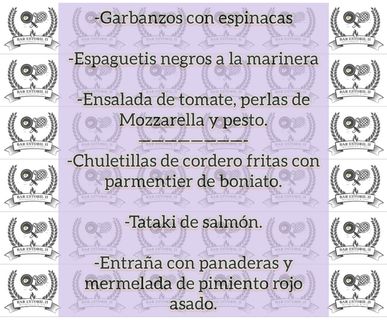 -Garbanzos con espinacas
-Espaguetis negros a la marinera
-Ensalada de tomate, perlas de
Mozzarella y pesto.
————————-
-Chuletillas de cordero fritas con
parmentier de boniato.
-Tataki de salmón.
-Entraña con panaderas y
mermelada de pimiento rojo
asado.